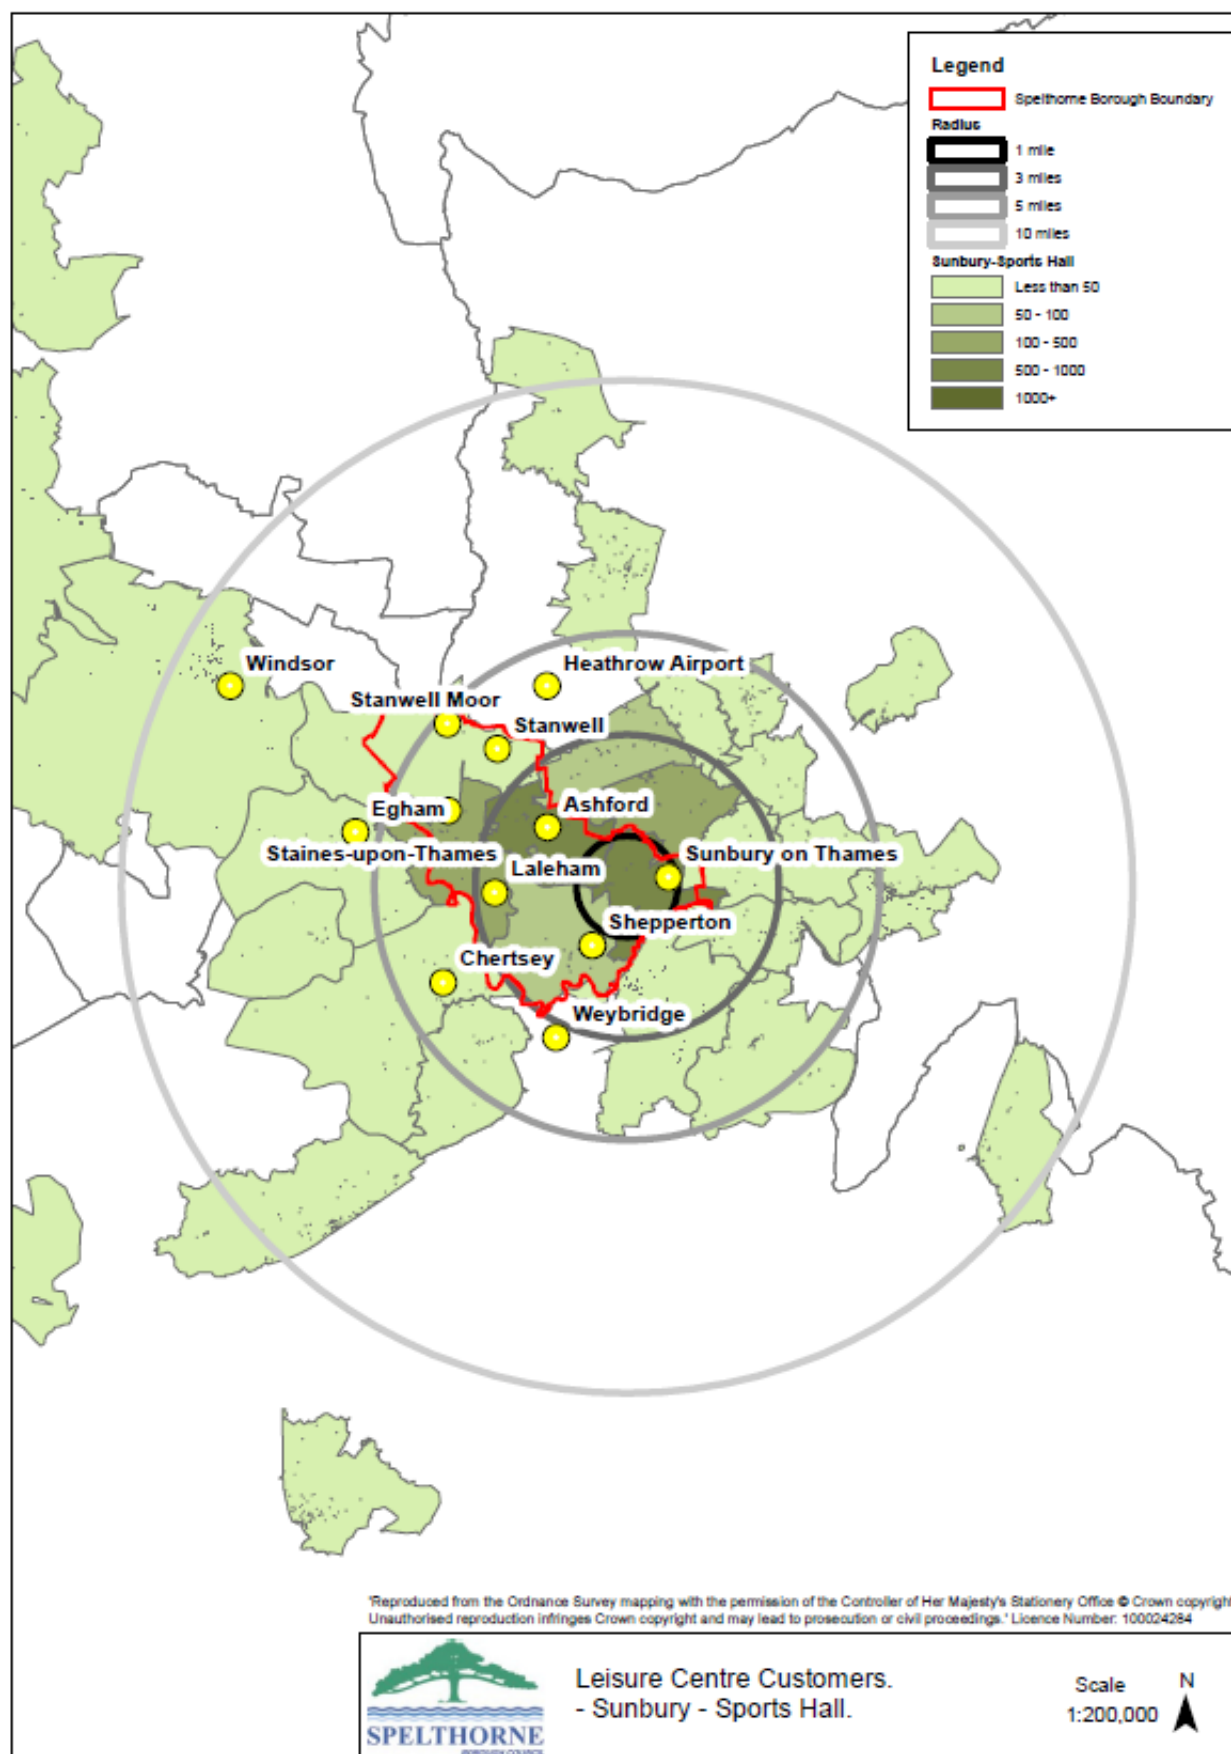 Legend
Spelthorne Borough Boundary
Radius
1 mile
3 miles
5 miles
10 miles
Sunbury-Sports Hall
Less than 50
50 - 100
100 - 500
500 - 1000
1000+
Windsor
Heathrow Airport
Stanwell Moor
Stanwell
Egham
Ashford
Staines-upon-Thames
Laleham
Sunbury on Thames
Shepperton
Chertsey
Weybridge
'Reproduced from the Ordnance Survey mapping with the permission of the Controller of Her Majesty's Stationery Office © Crown copyright
Unauthorised reproduction infringes Crown copyright and may lead to prosecution or civil proceedings.' Licence Number: 100024284
Leisure Centre Customers.
- Sunbury - Sports Hall.
Scale
1:200,000
N
SPELTHORNE
BOROUGH COUNCIL